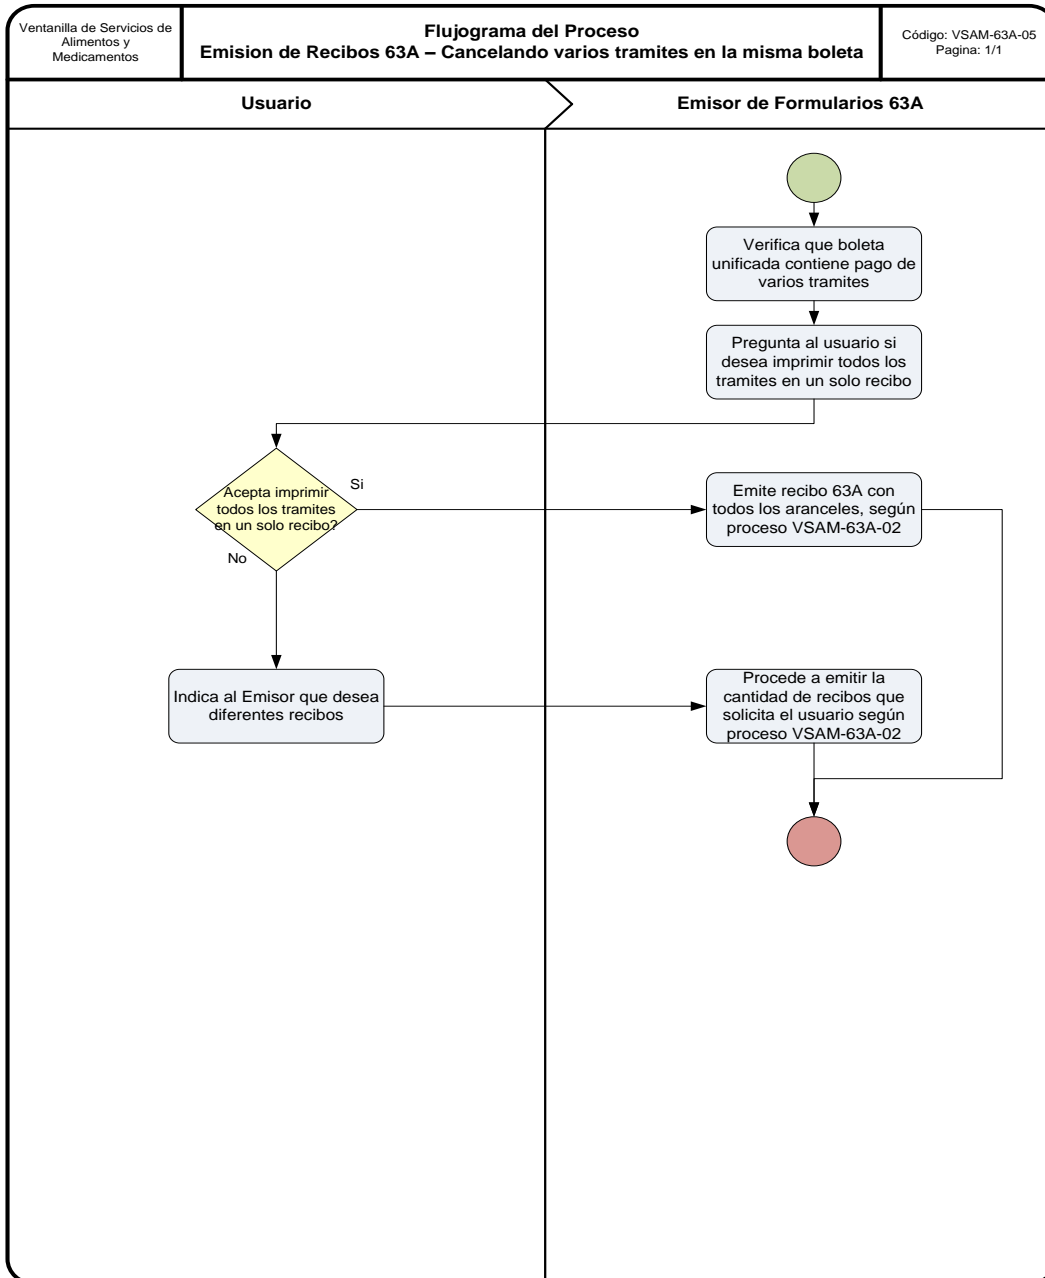 Ventanilla de Servicios de
Alimentos y
Medicamentos
Flujograma del Proceso
Emision de Recibos 63A – Cancelando varios tramites en la misma boleta
Código: VSAM-63A-05
Pagina: 1/1
Usuario
Emisor de Formularios 63A
Verifica que boleta
unificada contiene pago de
varios tramites
Pregunta al usuario si
desea imprimir todos los
tramites en un solo recibo
Acepta imprimir
todos los tramites
en un solo recibo?
Si
No
Emite recibo 63A con
todos los aranceles, según
proceso VSAM-63A-02
Indica al Emisor que desea
diferentes recibos
Procede a emitir la
cantidad de recibos que
solicita el usuario según
proceso VSAM-63A-02